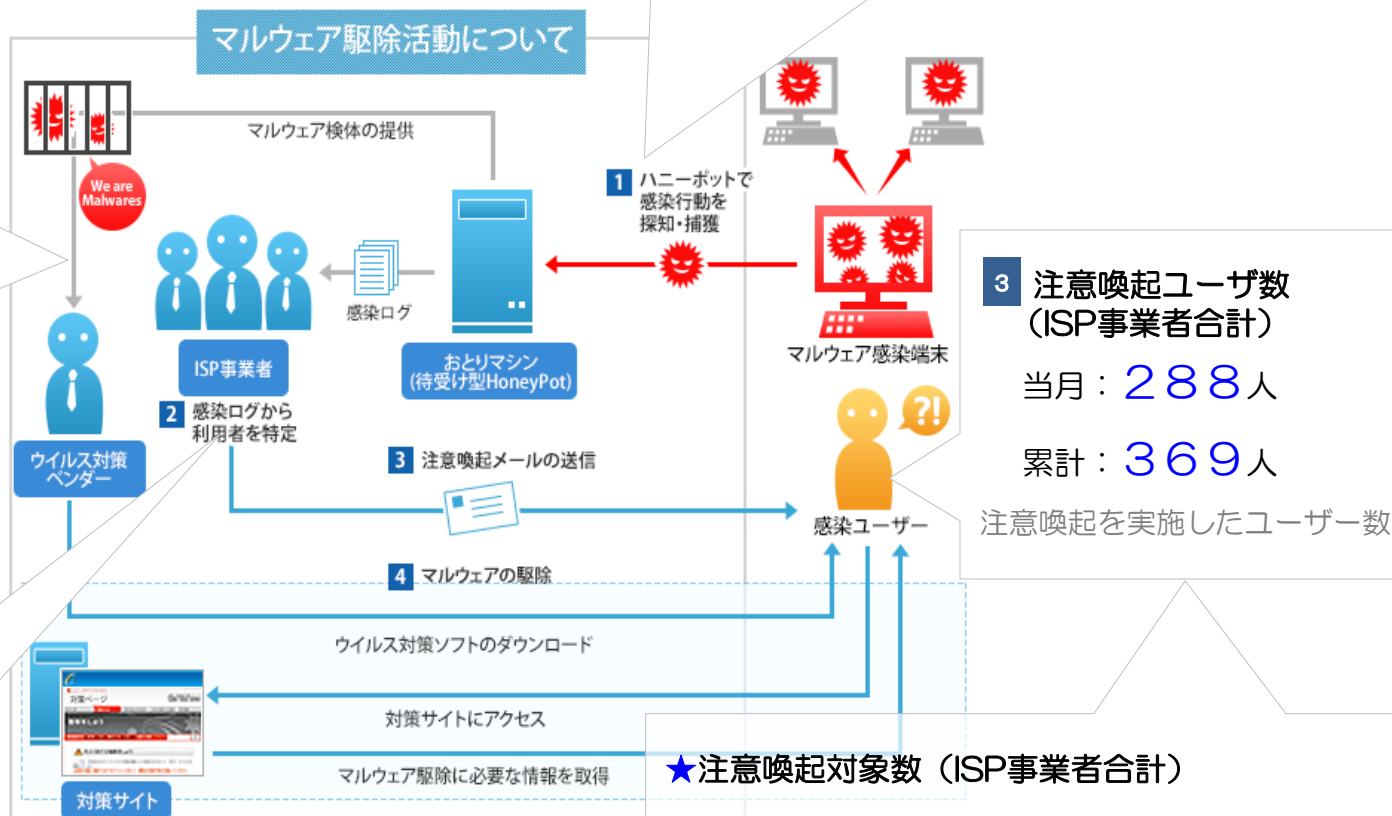 マルウェア駆除活動について
マルウェア検体の提供
We are
Malwares
1 ハニーポットで
感染行動を
探知・捕獲
感染ログ
マルウェア感染端末
ISP事業者
おとりマシン
(待受け型HoneyPot)
2 感染ログから
利用者を特定
ウイルス対策
ベンダー
3 注意喚起メールの送信
?!
感染ユーザー
3 注意喚起ユーザ数
（ISP事業者合計）
当月：２８８人
累計：３６９人
注意喚起を実施したユーザー数
4 マルウェアの駆除
ウイルス対策ソフトのダウンロード
対策ページ
対策サイトにアクセス
マルウェア駆除に必要な情報を取得
対策サイト
★注意喚起対象数（ISP事業者合計）